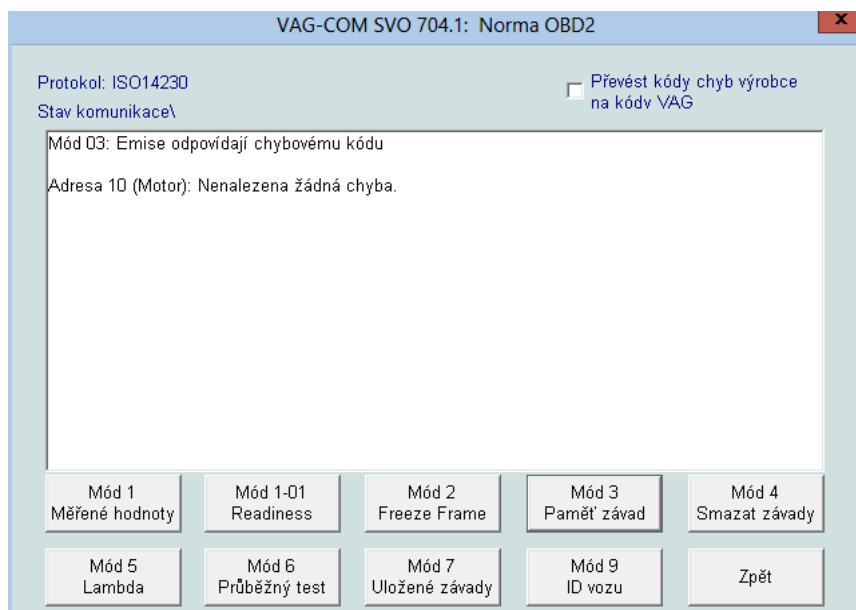 VAG-COM SVO 704.1: Norma OBD2
x
Protokol: ISO14230
Převést kódy chyb výrobce
na kódv VAG
Stav komunikace\
Mód 03: Emise odpovídají chybovému kódu
Adresa 10 (Motor): Nenalezena žádná chyba.
Mód 1
Měřené hodnoty
Mód 1-01
Readiness
Mód 2
Freeze Frame
Mód 3
Paměť závad
Mód 4
Smazat závady
Mód 5
Lambda
Mód 6
Průběžný test
Mód 7
Uložené závady
Mód 9
ID vozu
Zpět